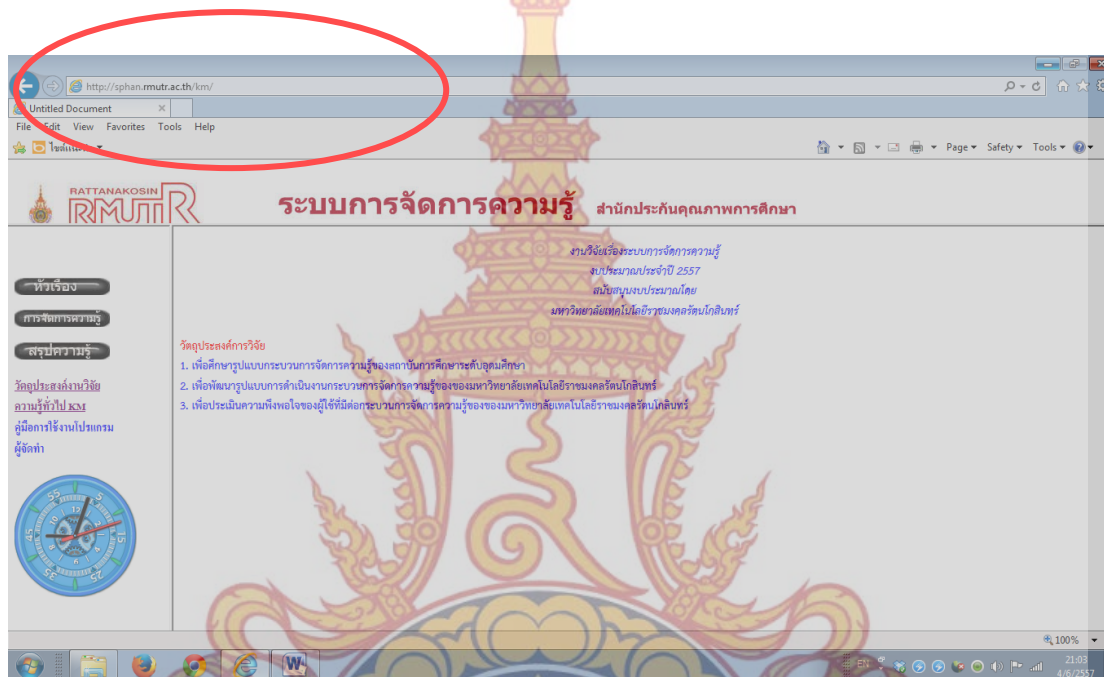 http://sphan.rmutr.ac.th/km/
Untitled Document
File Edit View Favorites Tools Help
Page Safety Tools
RATTANAKOSIN
RMUTR
ระบบการจัดการความรู้ สำนักประกันคุณภาพการศึกษา
งานวิจัยเรื่องระบบการจัดการความรู้
งบประมาณประจำปี 2557
สนับสนุนงบประมาณโดย
มหาวิทยาลัยเทคโนโลยีราชมงคลรัตนโกสินทร์
หัวเรื่อง
การจัดการความรู้
สรุปความรู้
วัตถุประสงค์งานวิจัย
ความรู้ทั่วไป KM
คู่มือการใช้งานโปรแกรม
ผู้จัดทำ
วัตถุประสงค์การวิจัย
1. เพื่อศึกษารูปแบบกระบวนการจัดการความรู้ของสถาบันการศึกษาระดับอุดมศึกษา
2. เพื่อพัฒนารูปแบบการดำเนินงานกระบวนการจัดการความรู้ของของมหาวิทยาลัยเทคโนโลยีราชมงคลรัตนโกสินทร์
3. เพื่อประเมินความพึงพอใจของผู้ใช้ที่มีต่อกระบวนการจัดการความรู้ของของมหาวิทยาลัยเทคโนโลยีราชมงคลรัตนโกสินทร์
100%
EN
21:03
4/6/2557